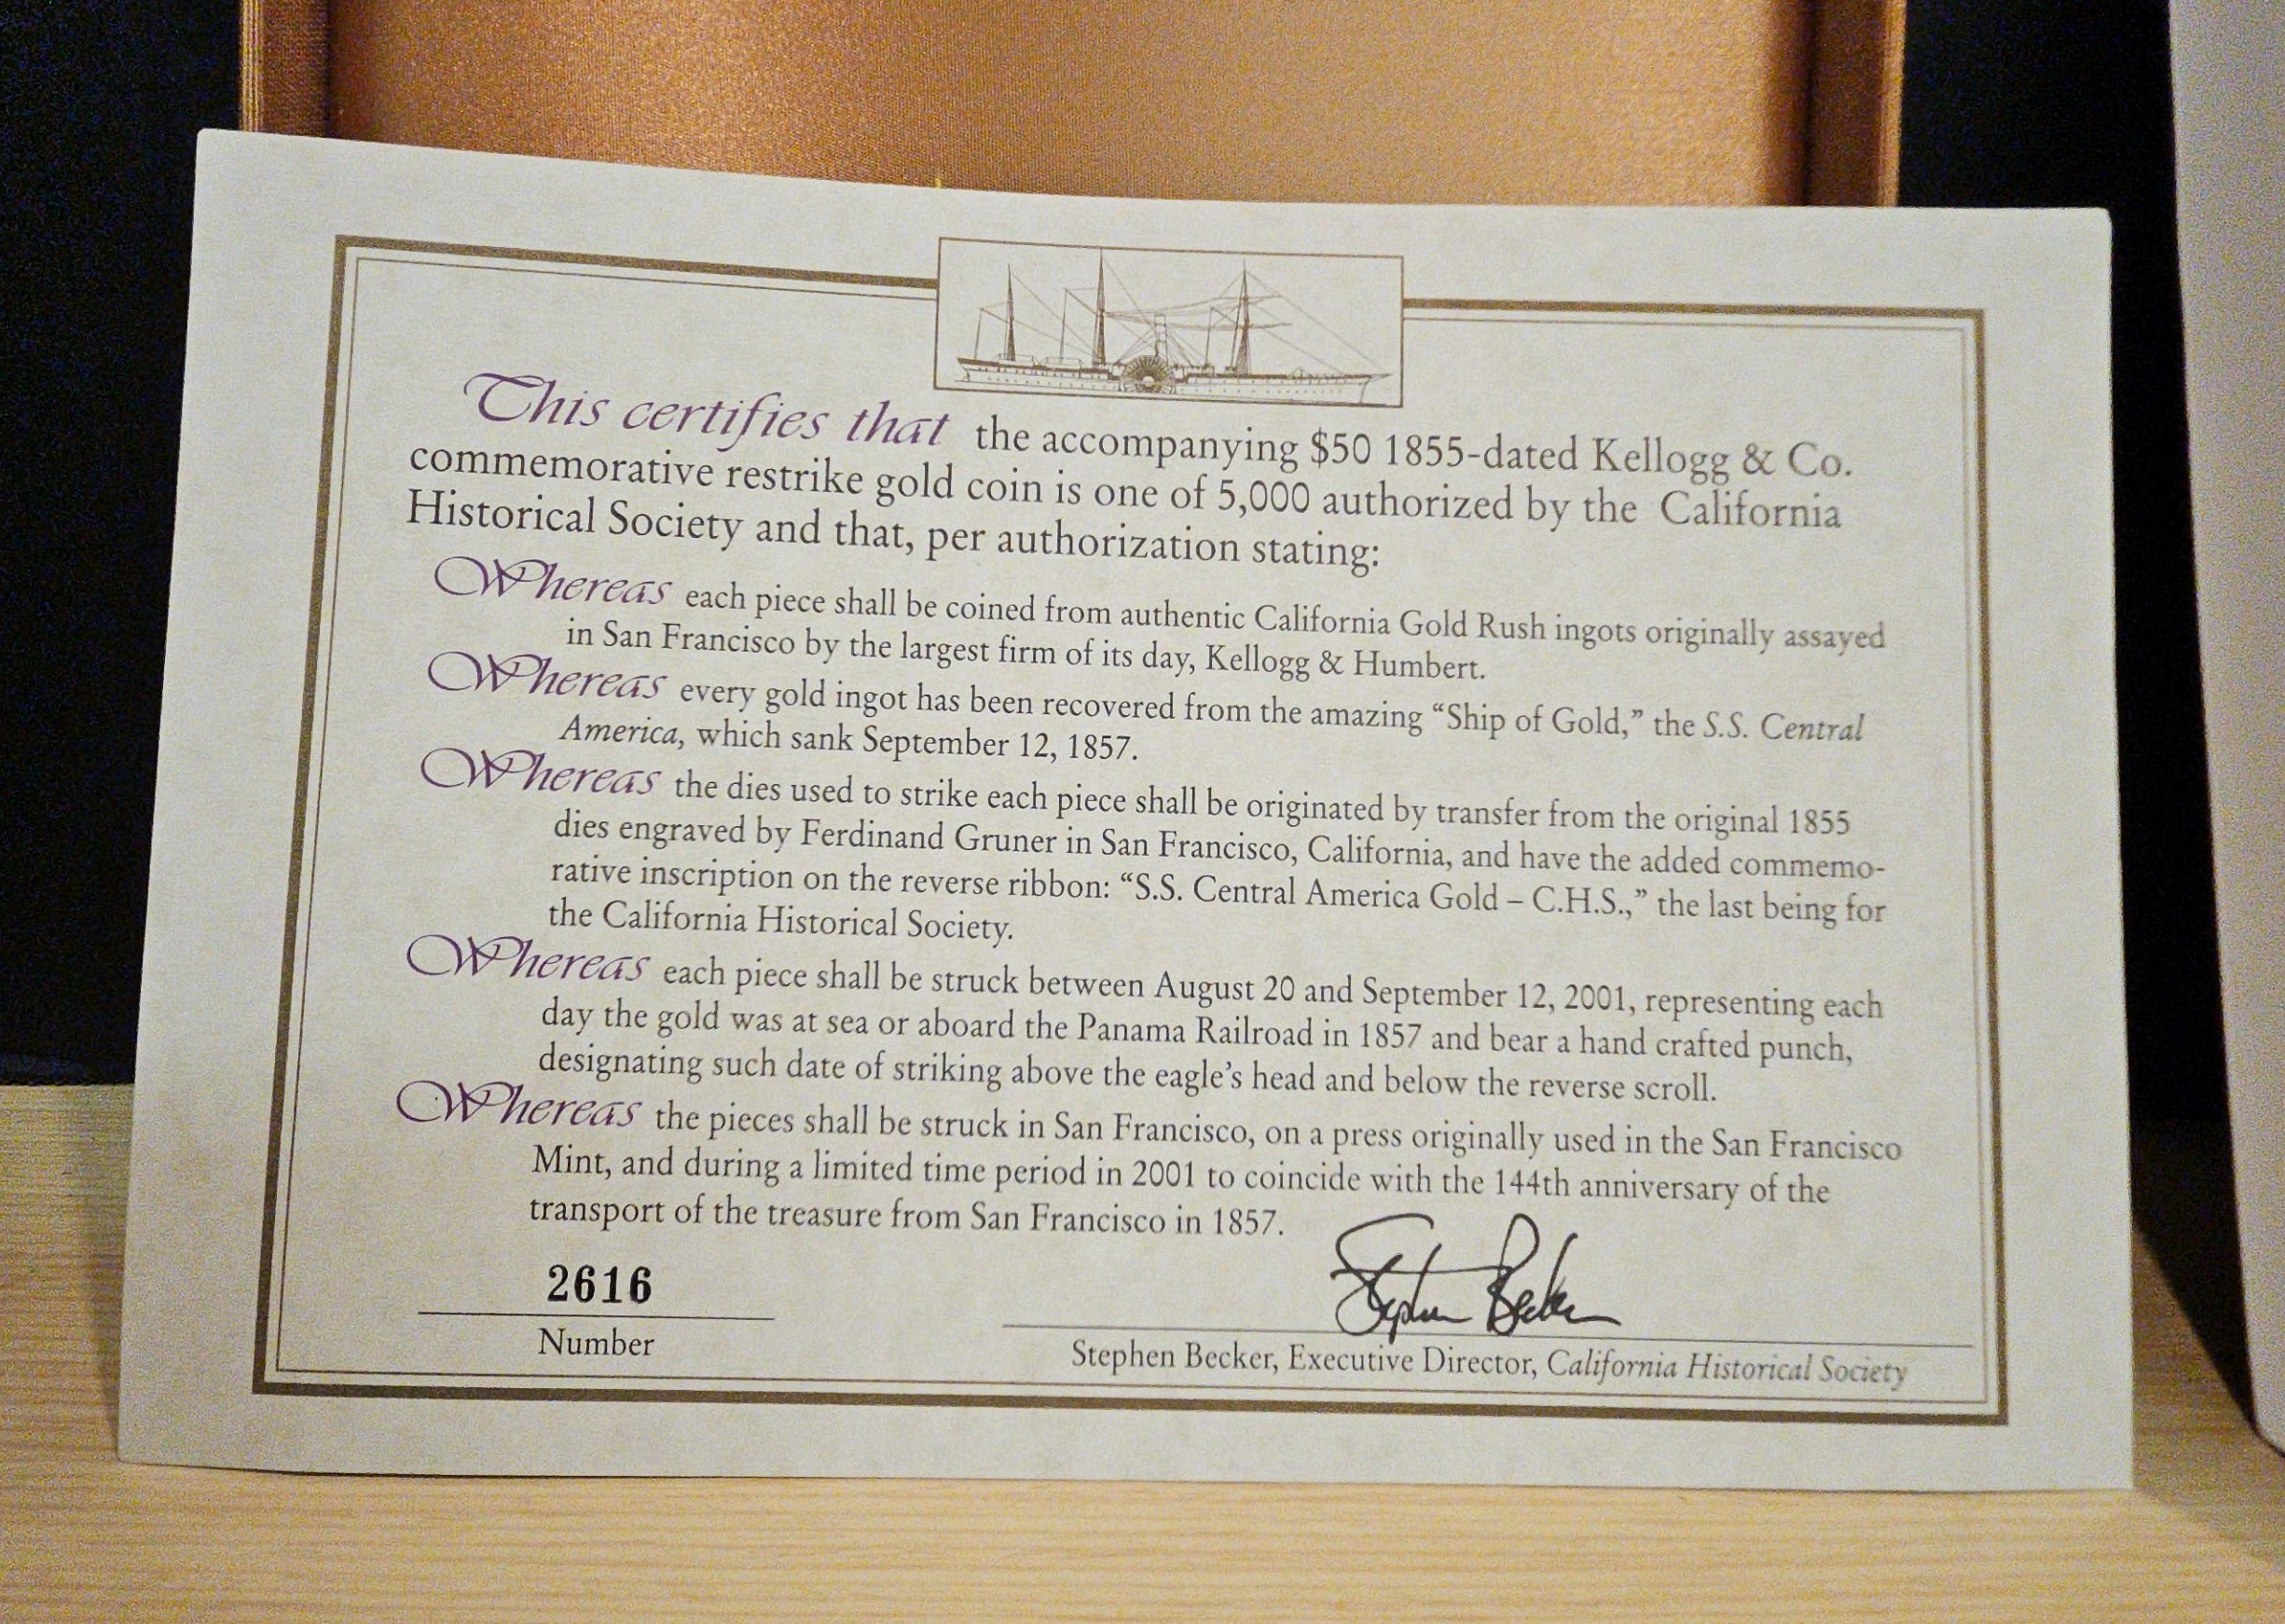 This certifies that the accompanying $50 1855-dated Kellogg & Co.
commemorative restrike gold coin is one of 5,000 authorized by the California
Historical Society and that, per authorization stating:
Whereas each piece shall be coined from authentic California Gold Rush ingots originally assayed
in San Francisco by the largest firm of its day, Kellogg & Humbert.
Whereas every gold ingot has been recovered from the amazing “Ship of Gold,” the S.S. Central
America, which sank September 12, 1857.
Whereas the dies used to strike each piece shall be originated by transfer from the original 1855
dies engraved by Ferdinand Gruner in San Francisco, California, and have the added commemo-
rative inscription on the reverse ribbon: “S.S. Central America Gold – C.H.S.,” the last being for
the California Historical Society.
Whereas each piece shall be struck between August 20 and September 12, 2001, representing each
day the gold was at sea or aboard the Panama Railroad in 1857 and bear a hand crafted punch,
designating such date of striking above the eagle’s head and below the reverse scroll.
Whereas the pieces shall be struck in San Francisco, on a press originally used in the San Francisco
Mint, and during a limited time period in 2001 to coincide with the 144th anniversary of the
transport of the treasure from San Francisco in 1857.
2616
Number
Stephen Becker
Stephen Becker, Executive Director, California Historical Society